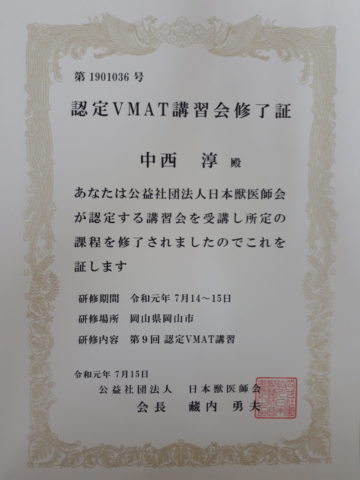 第 1901036 号
認定VMAT講習会修了証
中西 淳 殿
あなたは公益社団法人日本獣医師会
が認定する講習会を受講し所定の
課程を修了されましたのでこれを
証します
研修期間 令和元年 7月14~15日
研修場所 岡山県岡山市
研修内容 第9回 認定VMAT講習
令和元年 7月15日
公益社団法人 日本獣医師会
会長 藏内 勇夫